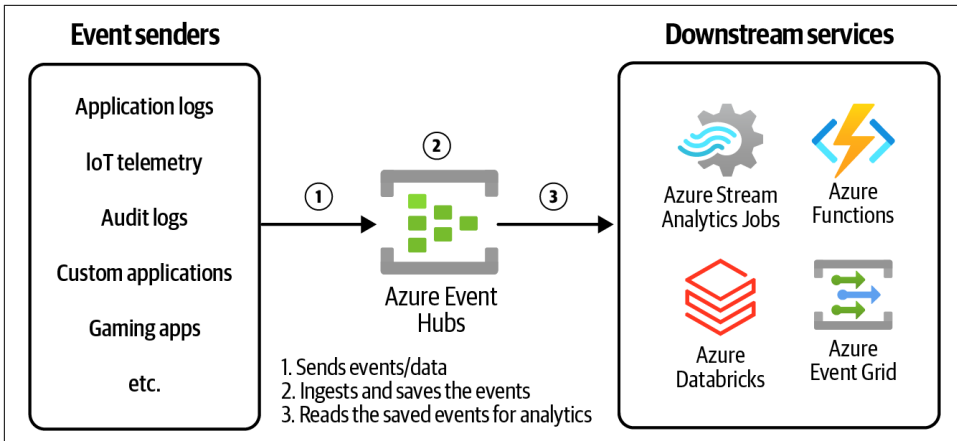 Event senders
Application logs
IoT telemetry
Audit logs
Custom applications
Gaming apps
etc.
1
2
Azure Event
Hubs
3
1. Sends events/data
2. Ingests and saves the events
3. Reads the saved events for analytics
Downstream services
Azure Stream
Analytics Jobs
Azure
Functions
Azure
Databricks
Azure
Event Grid